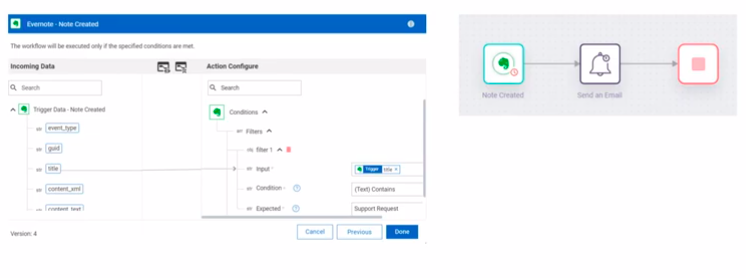 Evernote - Note Created
The workflow will be executed only if the specified conditions are met.
Incoming Data
Action Configure
Search
Search
Trigger Data - Note Created
Conditions
event_type
Filters
guid
filter 1
title
Input
Trigger title ×
content_xml
Condition
(Text) Contains
content_text
Expected
Support Request
Version: 4
Cancel
Previous
Done
Note Created
Send an Email